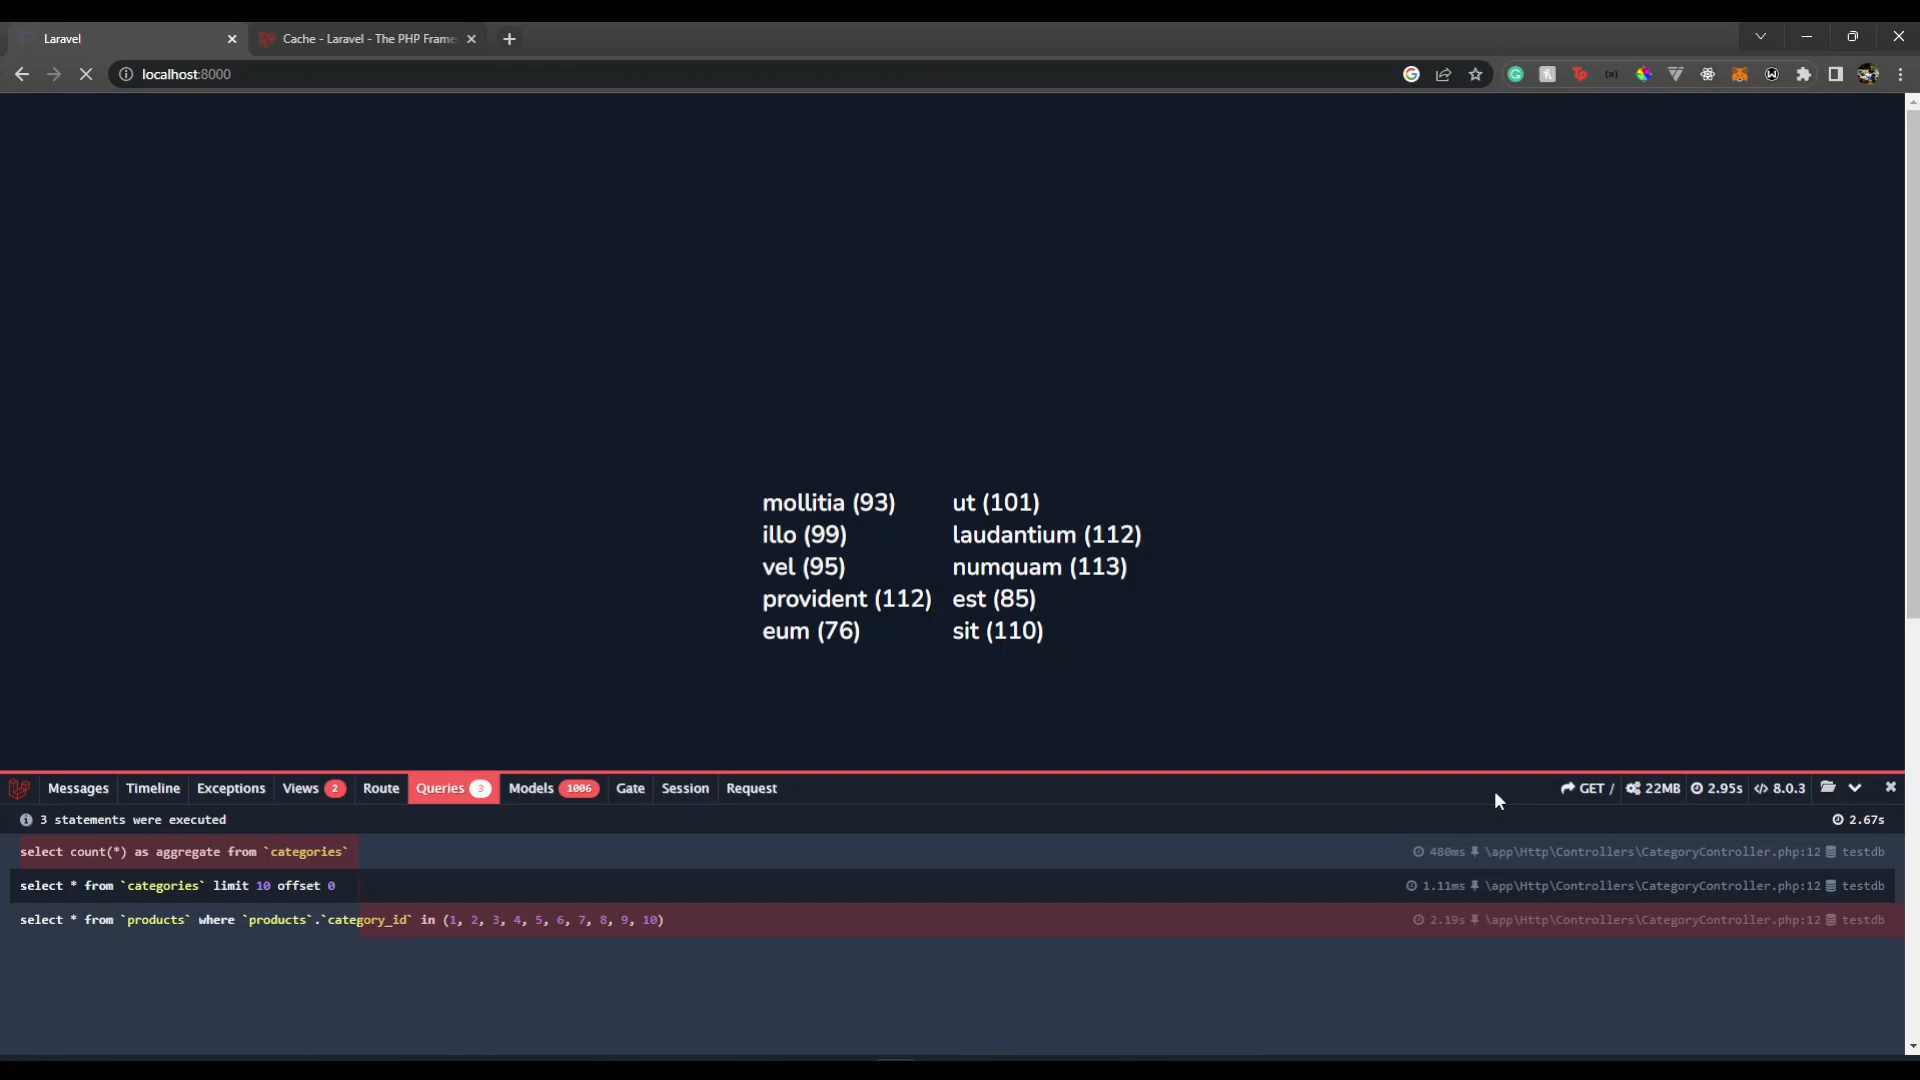 Laravel
Cache - Laravel - The PHP Frame
localhost:8000
mollitia (93) ut (101)
illo (99) laudantium (112)
vel (95) numquam (113)
provident (112) est (85)
eum (76) sit (110)
Messages Timeline Exceptions Views 2 Route Queries 3 Models 1006 Gate Session Request GET / 22MB 2.95s 8.0.3
3 statements were executed 2.67s
select count(*) as aggregate from `categories` 480ms \app\Http\Controllers\CategoryController.php:12 testdb
select * from `categories` limit 10 offset 0 1.11ms \app\Http\Controllers\CategoryController.php:12 testdb
select * from `products` where `products`.`category_id` in (1, 2, 3, 4, 5, 6, 7, 8, 9, 10) 2.19s \app\Http\Controllers\CategoryController.php:12 testdb